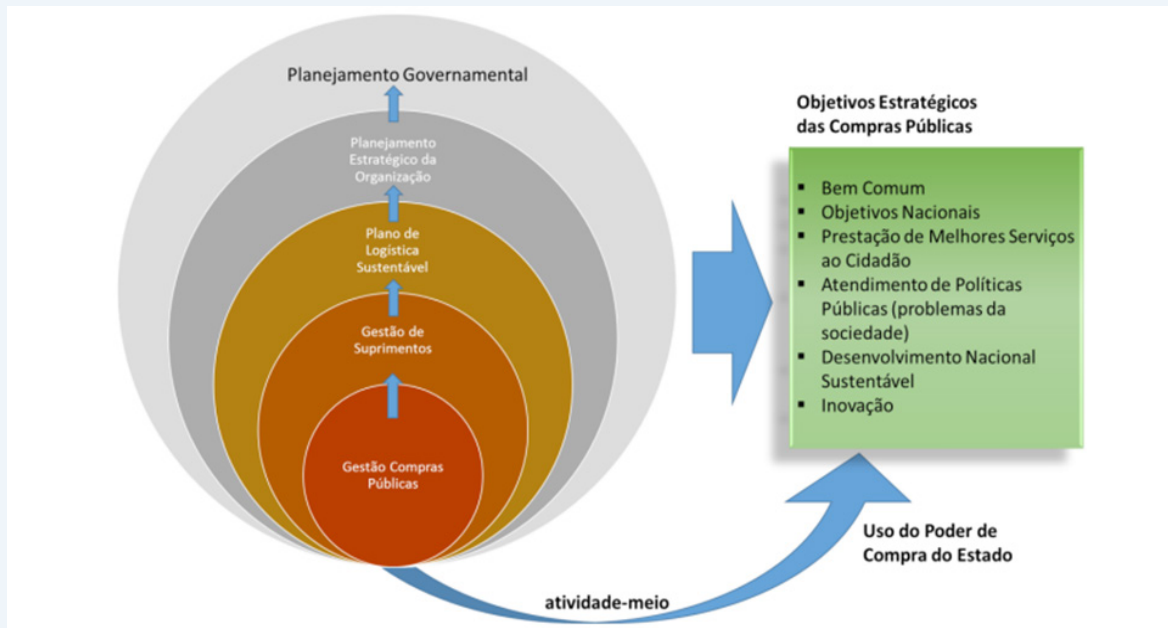 Planejamento Governamental
Planejamento
Estratégico da
Organização
Plano de
Logística
Sustentável
Gestão de
Suprimentos
Gestão Compras
Públicas
Objetivos Estratégicos
das Compras Públicas
▪ Bem Comum
▪ Objetivos Nacionais
▪ Prestação de Melhores Serviços
ao Cidadão
▪ Atendimento de Políticas
Públicas (problemas da
sociedade)
▪ Desenvolvimento Nacional
Sustentável
▪ Inovação
Uso do Poder de
Compra do Estado
atividade-meio